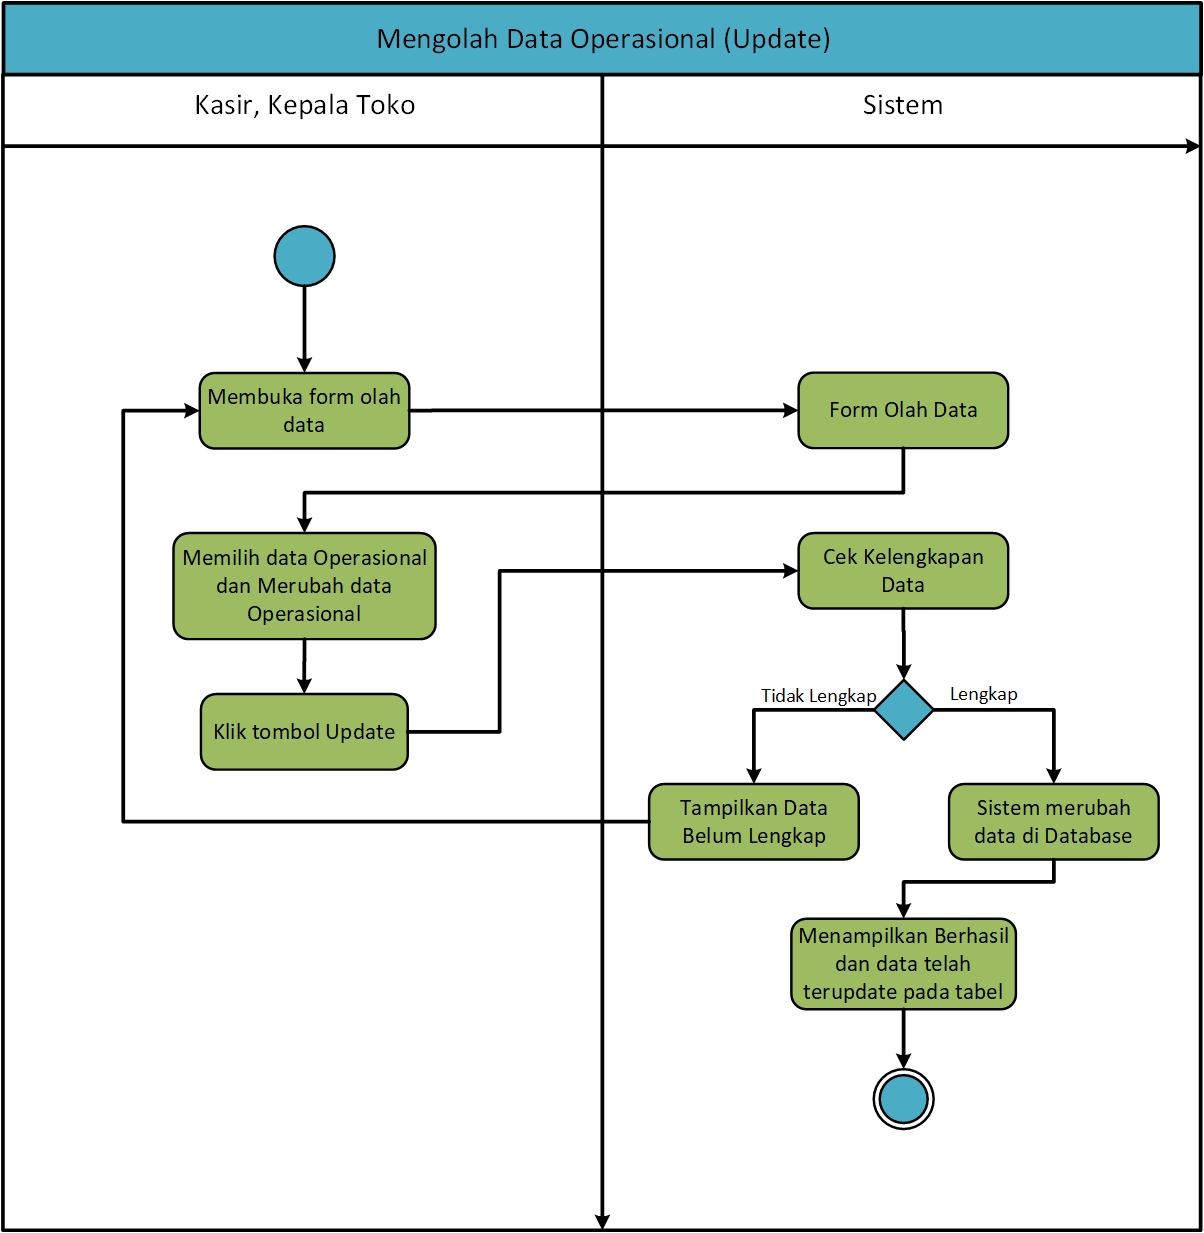 Mengolah Data Operasional (Update)
Kasir, Kepala Toko
Sistem
Membuka form olah
data
Form Olah Data
Memilih data Operasional
dan Merubah data
Operasional
Cek Kelengkapan
Data
Klik tombol Update
Tidak Lengkap
Lengkap
Tampilkan Data
Belum Lengkap
Sistem merubah
data di Database
Menampilkan Berhasil
dan data telah
terupdate pada tabel